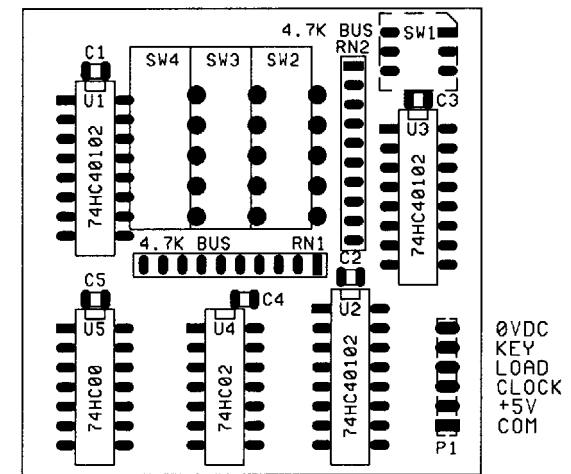 4.7K BUS
RN2
SW1
C1
SW4 SW3 SW2
U1
74HC40102
C3
U3
74HC40102
4.7K BUS RN1
C2
C5
C4
U5
74HC00
U4
74HC02
U2
74HC40102
0VDC
KEY
LOAD
CLOCK
+5V
COM
P1